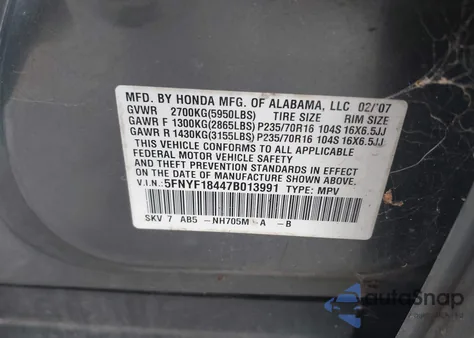 MFD. BY HONDA MFG. OF ALABAMA, LLC 02/'07
GVWR 2700KG(5950LBS) TIRE SIZE RIM SIZE
GAWR F 1300KG(2865LBS) P235/70R16 104S 16X6.5JJ
GAWR R 1430KG(3155LBS) P235/70R16 104S 16X6.5JJ
THIS VEHICLE CONFORMS TO ALL APPLICABLE
FEDERAL MOTOR VEHICLE SAFETY, BUMPER,
AND THEFT PREVENTION STANDARDS IN EFFECT
ON THE DATE OF MANUFACTURE SHOWN ABOVE.
V.I.N.: 5FNYF18447B013991 TYPE: MPV
SKV 7 AB5 -NH705M -A -B
AutoSnap